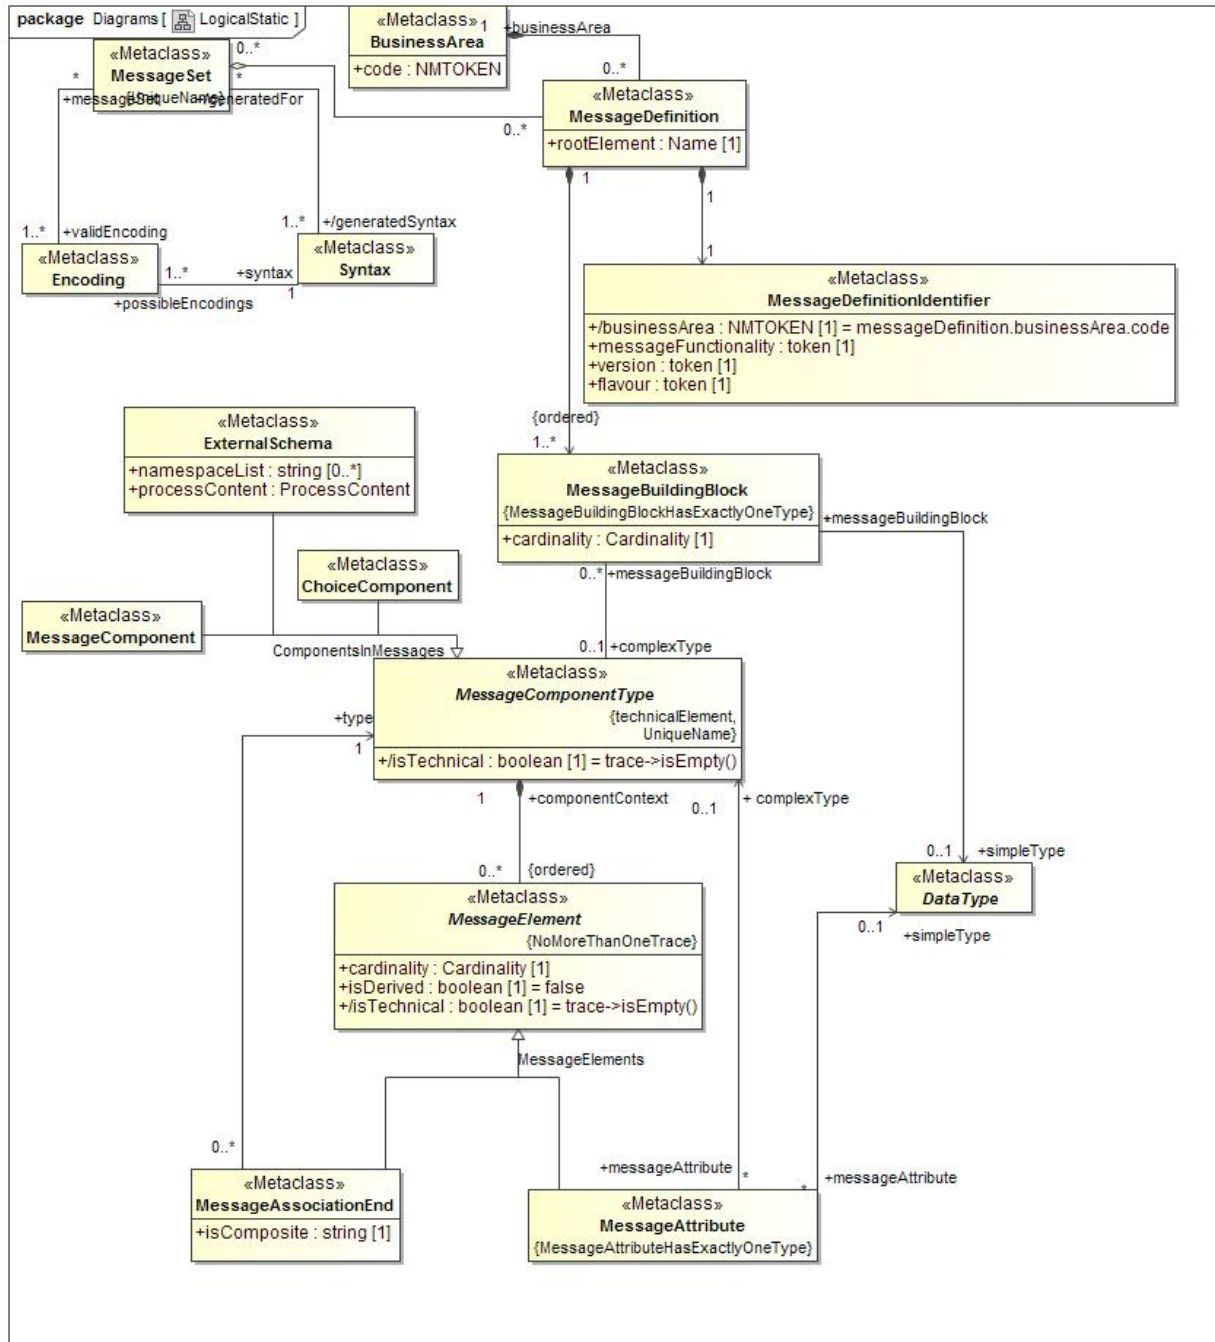 package Diagrams [ LogicalStatic ]
«Metaclass»
MessageSet
{UniqueName}
0..*
*
*
+messageSet
+/generatedFor
«Metaclass»
BusinessArea
+code : NMTOKEN
1
+businessArea
0..*
0..*
«Metaclass»
MessageDefinition
+rootElement : Name [1]
1
1
1
1..*
+validEncoding
1..*
+/generatedSyntax
«Metaclass»
Encoding
1..*
+possibleEncodings
+syntax
1
«Metaclass»
Syntax
«Metaclass»
MessageDefinitionIdentifier
+/businessArea : NMTOKEN [1] = messageDefinition.businessArea.code
+messageFunctionality : token [1]
+version : token [1]
+flavour : token [1]
{ordered}
1..*
«Metaclass»
ExternalSchema
+namespaceList : string [0..*]
+processContent : ProcessContent
«Metaclass»
MessageBuildingBlock
{MessageBuildingBlockHasExactlyOneType}
+cardinality : Cardinality [1]
+messageBuildingBlock
0..*
+messageBuildingBlock
«Metaclass»
ChoiceComponent
«Metaclass»
MessageComponent
ComponentsInMessages
0..1
+complexType
«Metaclass»
MessageComponentType
{technicalElement,
UniqueName}
+/isTechnical : boolean [1] = trace->isEmpty()
+type
1
1
+componentContext
0..1
+ complexType
0..*
{ordered}
«Metaclass»
MessageElement
{NoMoreThanOneTrace}
+cardinality : Cardinality [1]
+isDerived : boolean [1] = false
+/isTechnical : boolean [1] = trace->isEmpty()
0..1
+simpleType
«Metaclass»
DataType
0..1
+simpleType
MessageElements
0..*
«Metaclass»
MessageAssociationEnd
+isComposite : string [1]
+messageAttribute
*
*
+messageAttribute
«Metaclass»
MessageAttribute
{MessageAttributeHasExactlyOneType}